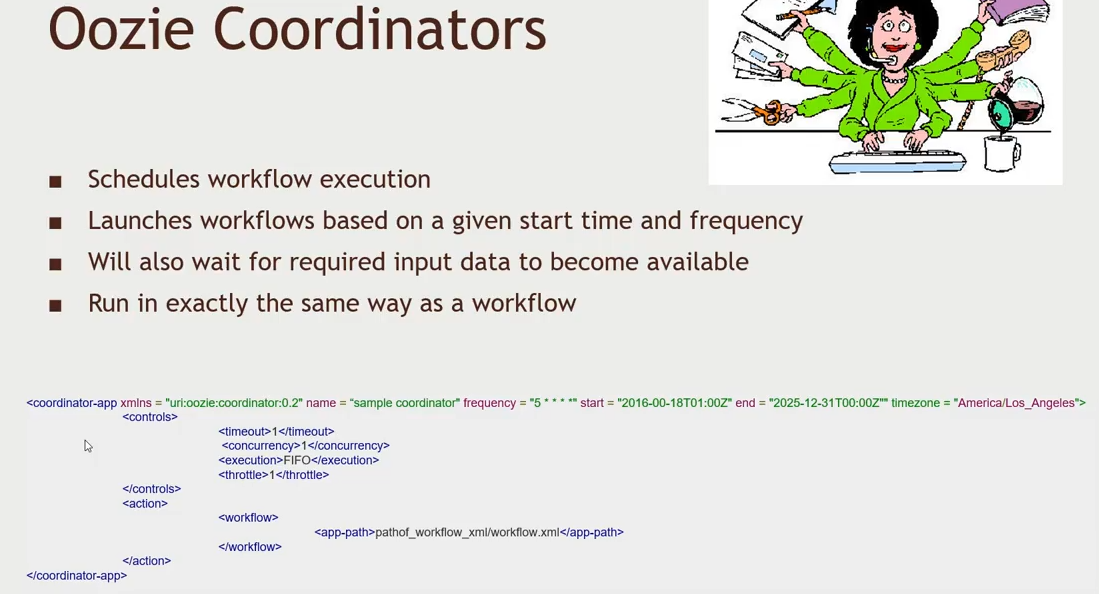 Oozie Coordinators
■ Schedules workflow execution
■ Launches workflows based on a given start time and frequency
■ Will also wait for required input data to become available
■ Run in exactly the same way as a workflow
<coordinator-app xmlns = "uri:oozie:coordinator:0.2" name = "sample coordinator" frequency = "5 * * * *" start = "2016-00-18T01:00Z" end = "2025-12-31T00:00Z"" timezone = "America/Los_Angeles">
<controls>
<timeout>1</timeout>
<concurrency>1</concurrency>
<execution>FIFO</execution>
<throttle>1</throttle>
</controls>
<action>
<workflow>
<app-path>pathof_workflow_xml/workflow.xml</app-path>
</workflow>
</action>
</coordinator-app>